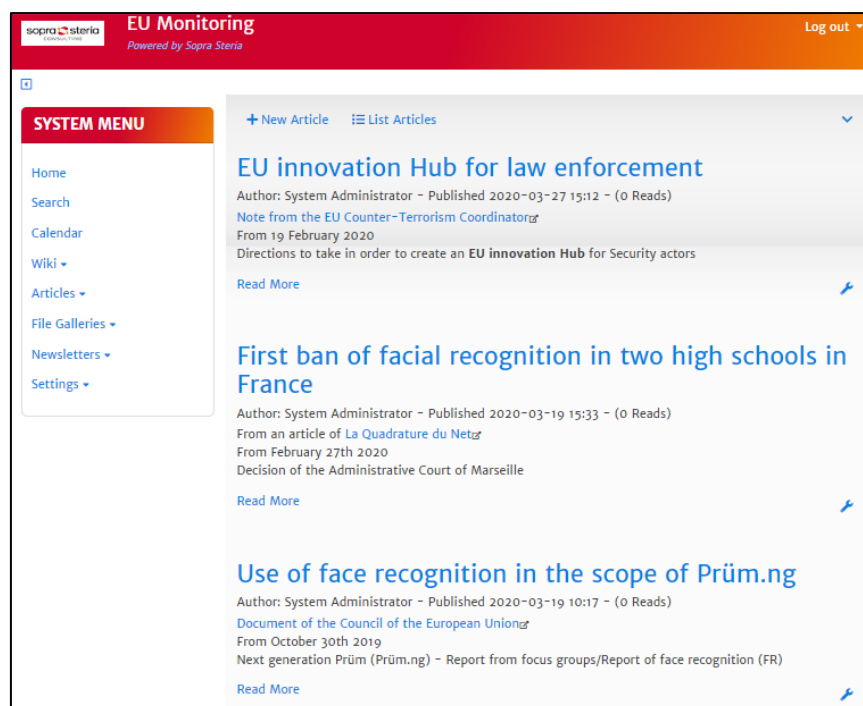 sopra steria
CONSULTING
EU Monitoring
Powered by Sopra Steria
Log out
SYSTEM MENU
Home
Search
Calendar
Wiki
Articles
File Galleries
Newsletters
Settings
New Article
List Articles
EU innovation Hub for law enforcement
Author: System Administrator - Published 2020-03-27 15:12 - (0 Reads)
Note from the EU Counter-Terrorism Coordinator
From 19 February 2020
Directions to take in order to create an EU innovation Hub for Security actors
Read More
First ban of facial recognition in two high schools in
France
Author: System Administrator - Published 2020-03-19 15:33 - (0 Reads)
From an article of La Quadrature du Net
From February 27th 2020
Decision of the Administrative Court of Marseille
Read More
Use of face recognition in the scope of Prüm.ng
Author: System Administrator - Published 2020-03-19 10:17 - (0 Reads)
Document of the Council of the European Union
From October 30th 2019
Next generation Prüm (Prüm.ng) - Report from focus groups/Report of face recognition (FR)
Read More